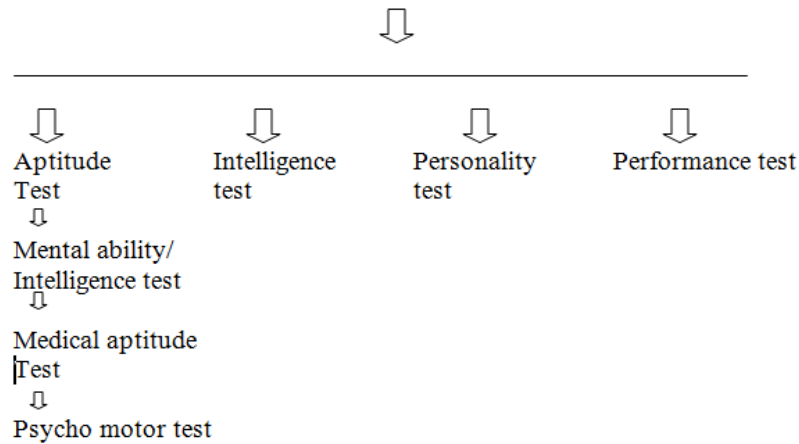 Aptitude
Test
Intelligence
test
Personality
test
Performance test
Mental ability/
Intelligence test
Medical aptitude
Test
Psycho motor test